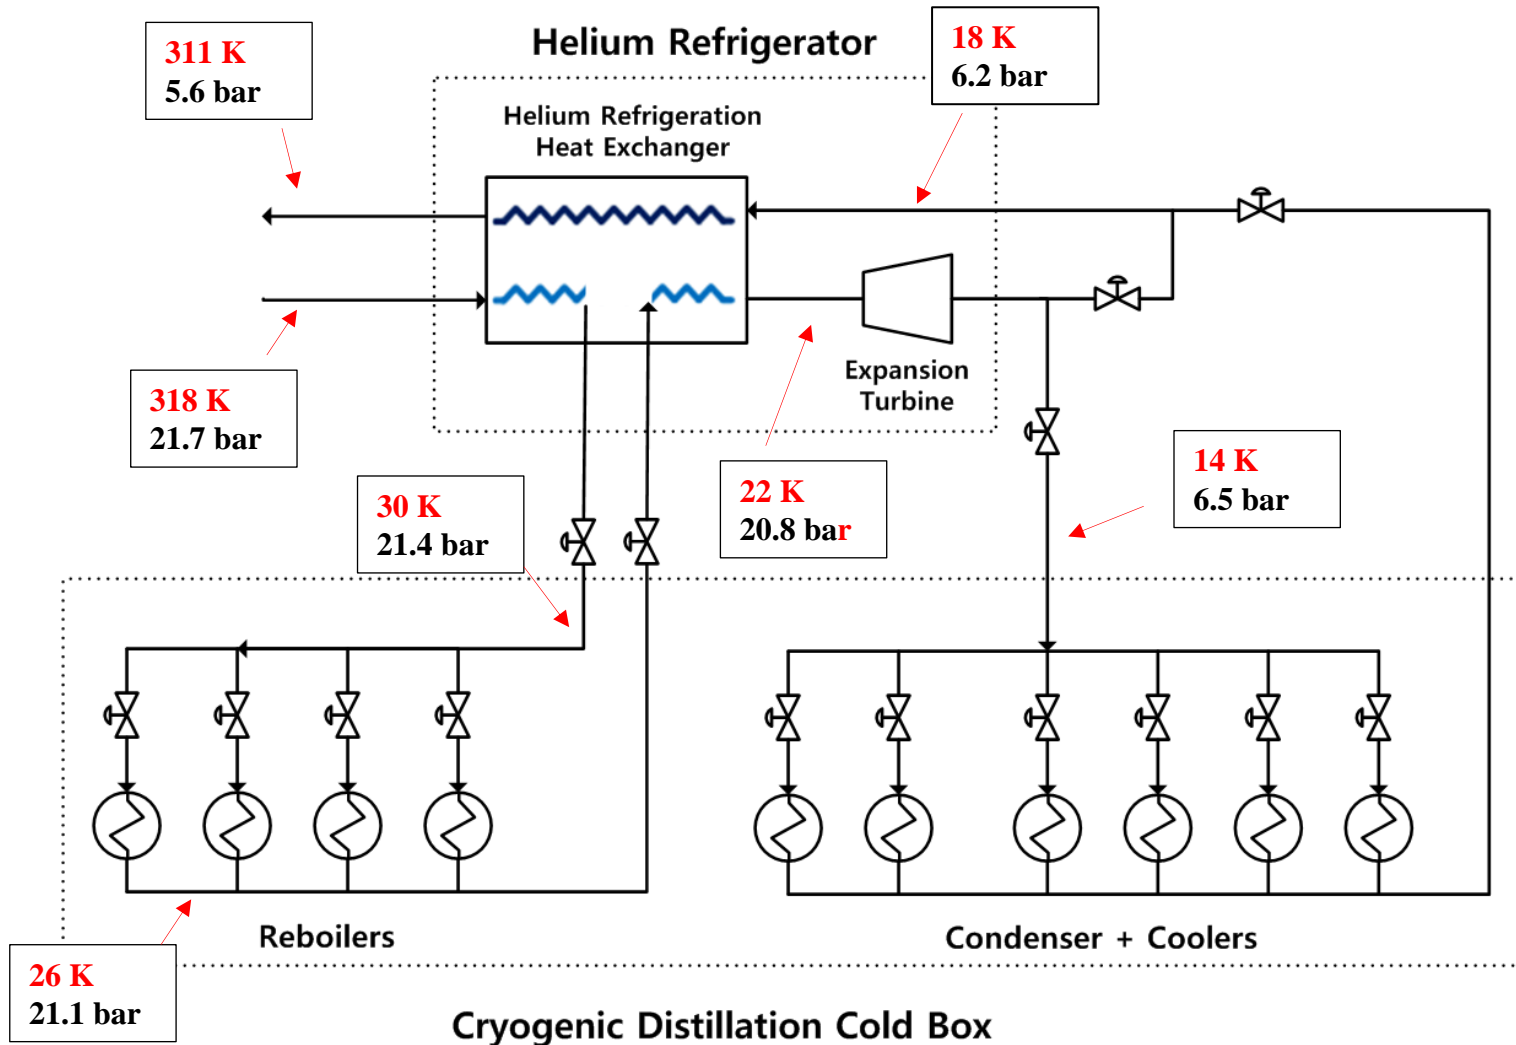 Helium Refrigerator
311 K
5.6 bar
18 K
6.2 bar
Helium Refrigeration
Heat Exchanger
318 K
21.7 bar
Expansion
Turbine
30 K
21.4 bar
22 K
20.8 bar
14 K
6.5 bar
Reboilers
Condenser + Coolers
26 K
21.1 bar
Cryogenic Distillation Cold Box